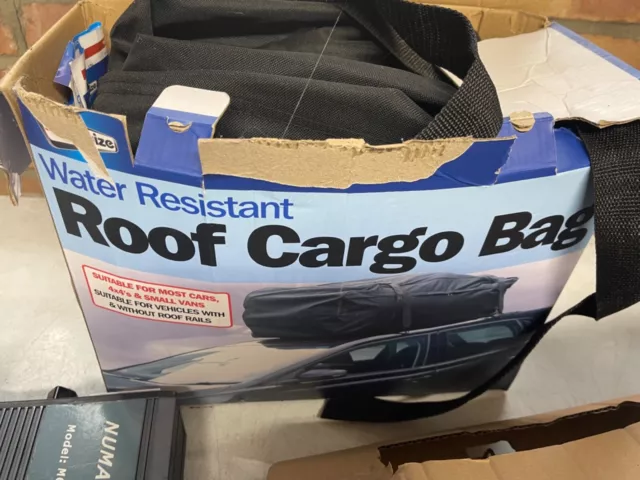 ize
Water Resistant
Roof Cargo Bag
SUITABLE FOR MOST CARS,
4x4's & SMALL VANS
SUITABLE FOR VEHICLES WITH
& WITHOUT ROOF RAILS
NUMA
Model: M